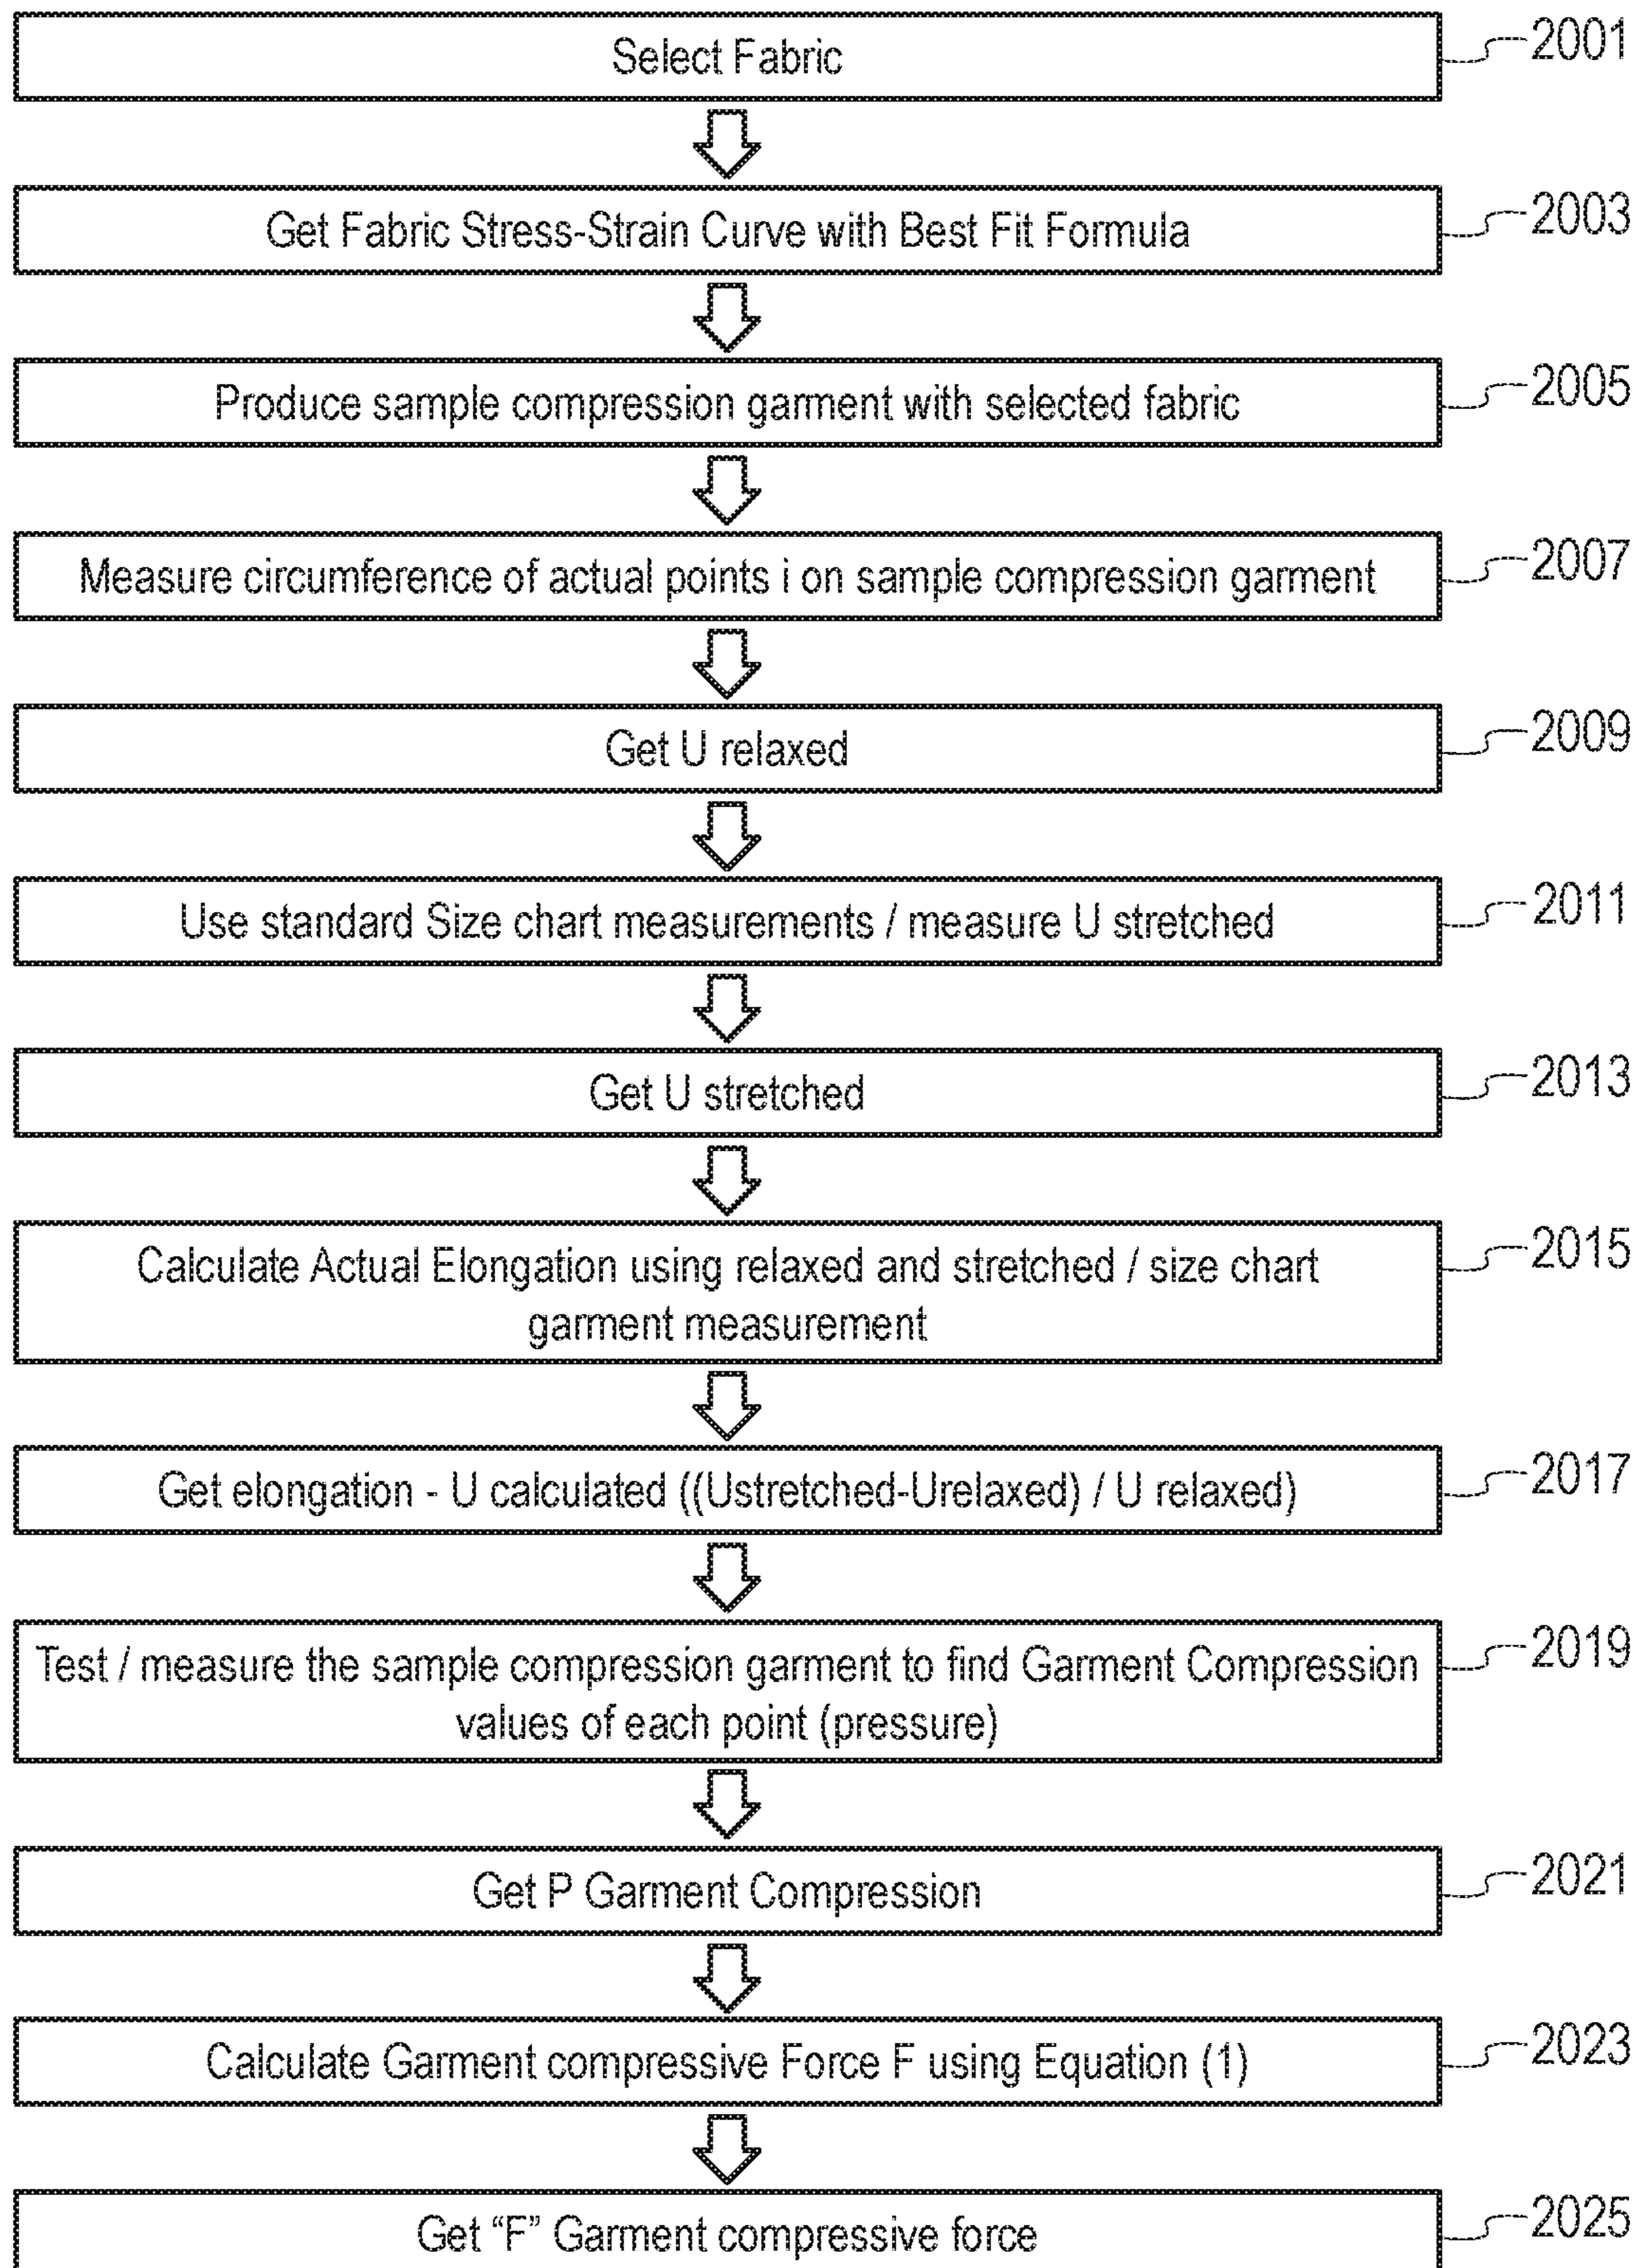 Select Fabric
2001
Get Fabric Stress-Strain Curve with Best Fit Formula
2003
Produce sample compression garment with selected fabric
2005
Measure circumference of actual points i on sample compression garment
2007
Get U relaxed
2009
Use standard Size chart measurements / measure U stretched
2011
Get U stretched
2013
Calculate Actual Elongation using relaxed and stretched / size chart
garment measurement
2015
Get elongation - U calculated ((Ustretched-Urelaxed) / U relaxed)
2017
Test / measure the sample compression garment to find Garment Compression
values of each point (pressure)
2019
Get P Garment Compression
2021
Calculate Garment compressive Force F using Equation (1)
2023
Get “F” Garment compressive force
2025